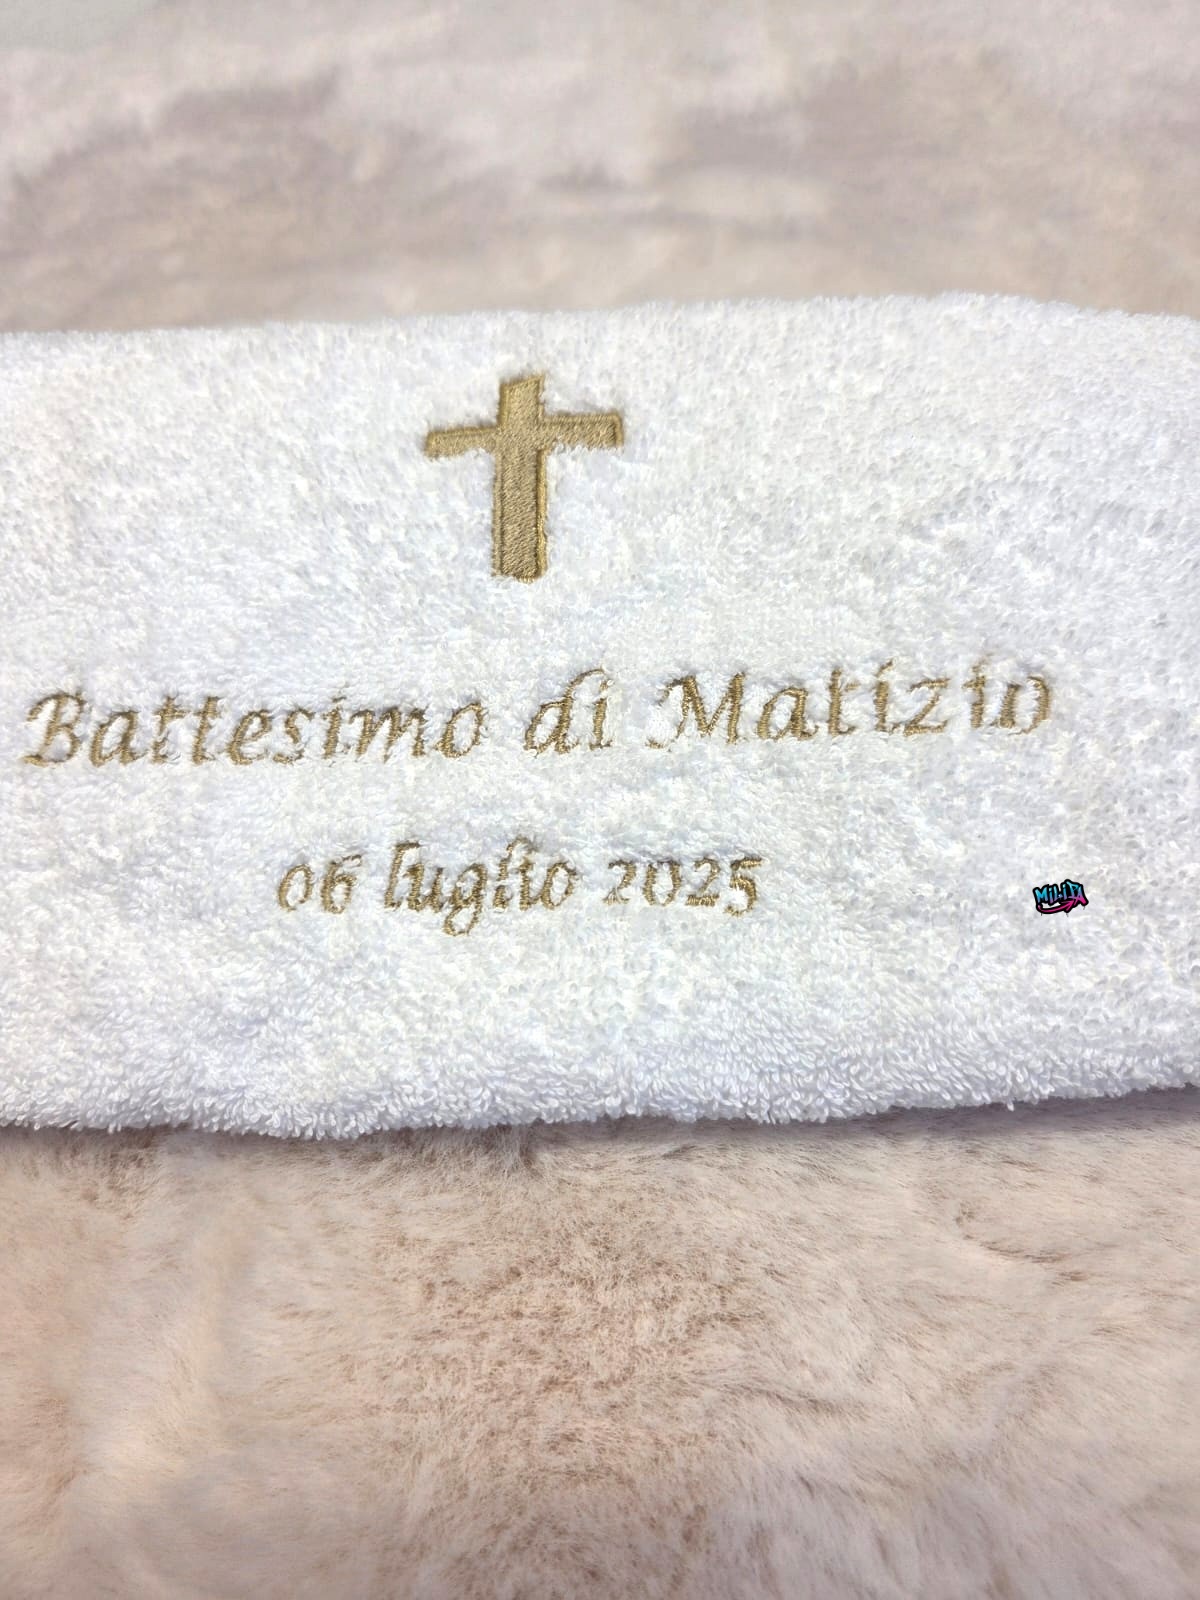 Battesimo di Matizio
06 luglio 2025